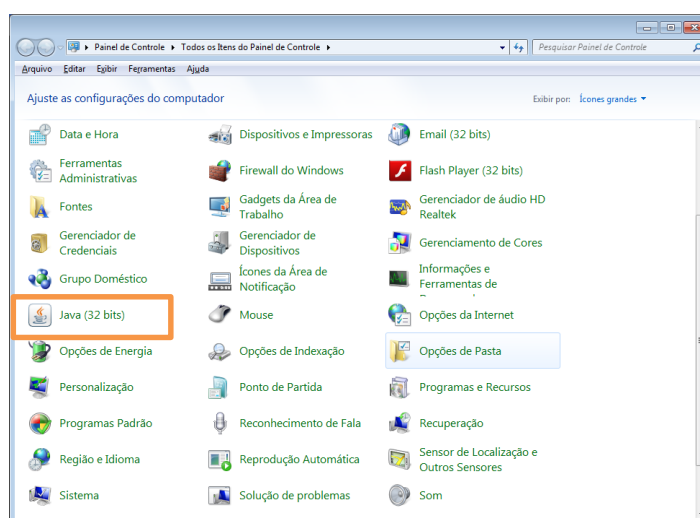 Painel de Controle ▸ Todos os Itens do Painel de Controle ▸
Pesquisar Painel de Controle
Arquivo Editar Exibir Ferramentas Ajuda
Ajuste as configurações do computador
Exibir por: Ícones grandes
Data e Hora
Dispositivos e Impressoras
Email (32 bits)
Ferramentas
Administrativas
Firewall do Windows
Flash Player (32 bits)
Fontes
Gadgets da Área de
Trabalho
Gerenciador de áudio HD
Realtek
Gerenciador de
Credenciais
Gerenciador de
Dispositivos
Gerenciamento de Cores
Grupo Doméstico
Ícones da Área de
Notificação
Informações e
Ferramentas de
Java (32 bits)
Mouse
Opções da Internet
Opções de Energia
Opções de Indexação
Opções de Pasta
Personalização
Ponto de Partida
Programas e Recursos
Programas Padrão
Reconhecimento de Fala
Recuperação
Região e Idioma
Reprodução Automática
Sensor de Localização e
Outros Sensores
Sistema
Solução de problemas
Som